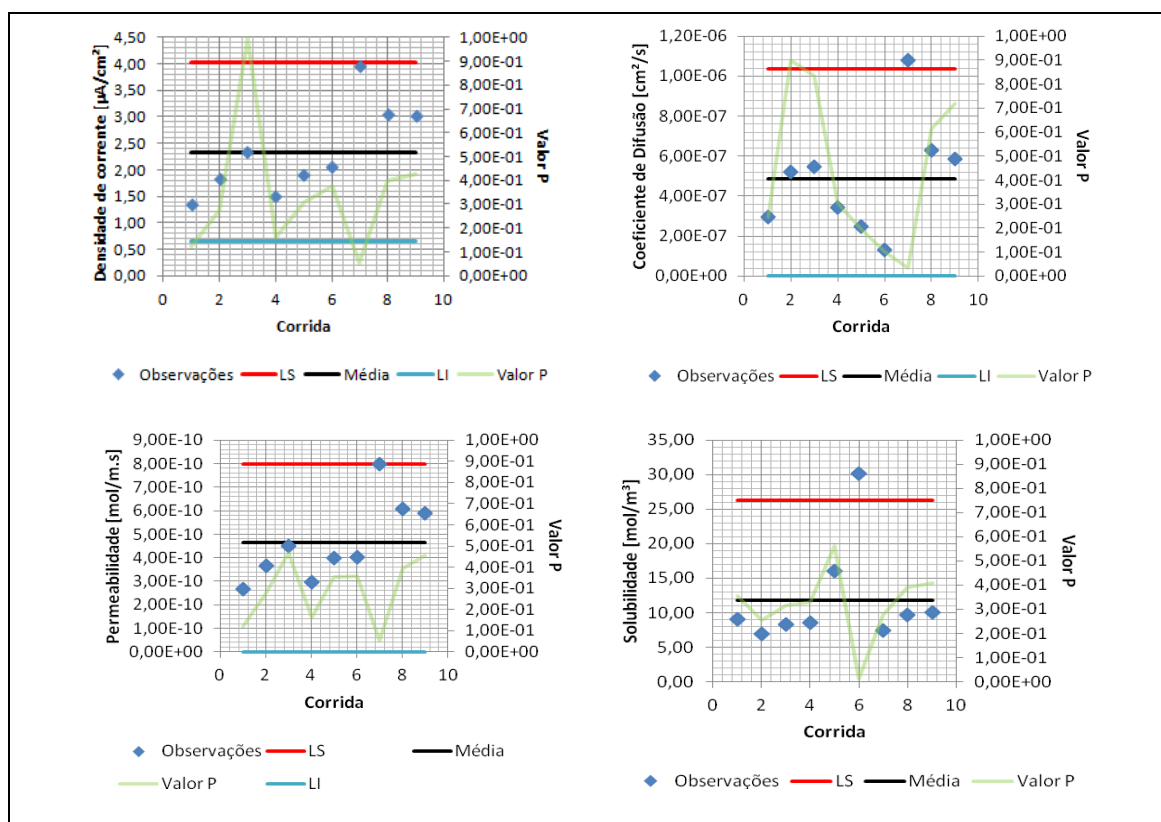 Densidade de corrente [µA/cm²]
4,50
4,00
3,50
3,00
2,50
2,00
1,50
1,00
0,50
0,00
1,00E+00
9,00E-01
8,00E-01
7,00E-01
6,00E-01
5,00E-01
4,00E-01
3,00E-01
2,00E-01
1,00E-01
0,00E+00
Valor P
0 2 4 6 8 10
Corrida
Observações LS Média LI Valor P
Coeficiente de Difusão [cm²/s]
1,20E-06
1,00E-06
8,00E-07
6,00E-07
4,00E-07
2,00E-07
0,00E+00
1,00E+00
9,00E-01
8,00E-01
7,00E-01
6,00E-01
5,00E-01
4,00E-01
3,00E-01
2,00E-01
1,00E-01
0,00E+00
Valor P
0 2 4 6 8 10
Corrida
Observações LS Média LI Valor P
Permeabilidade [mol/m.s]
9,00E-10
8,00E-10
7,00E-10
6,00E-10
5,00E-10
4,00E-10
3,00E-10
2,00E-10
1,00E-10
0,00E+00
1,00E+00
9,00E-01
8,00E-01
7,00E-01
6,00E-01
5,00E-01
4,00E-01
3,00E-01
2,00E-01
1,00E-01
0,00E+00
Valor P
0 2 4 6 8 10
Corrida
Observações LS Média
Valor P LI
Solubilidade [mol/m³]
35,00
30,00
25,00
20,00
15,00
10,00
5,00
0,00
1,00E+00
9,00E-01
8,00E-01
7,00E-01
6,00E-01
5,00E-01
4,00E-01
3,00E-01
2,00E-01
1,00E-01
0,00E+00
Valor P
0 2 4 6 8 10
Corrida
Observações LS Média Valor P